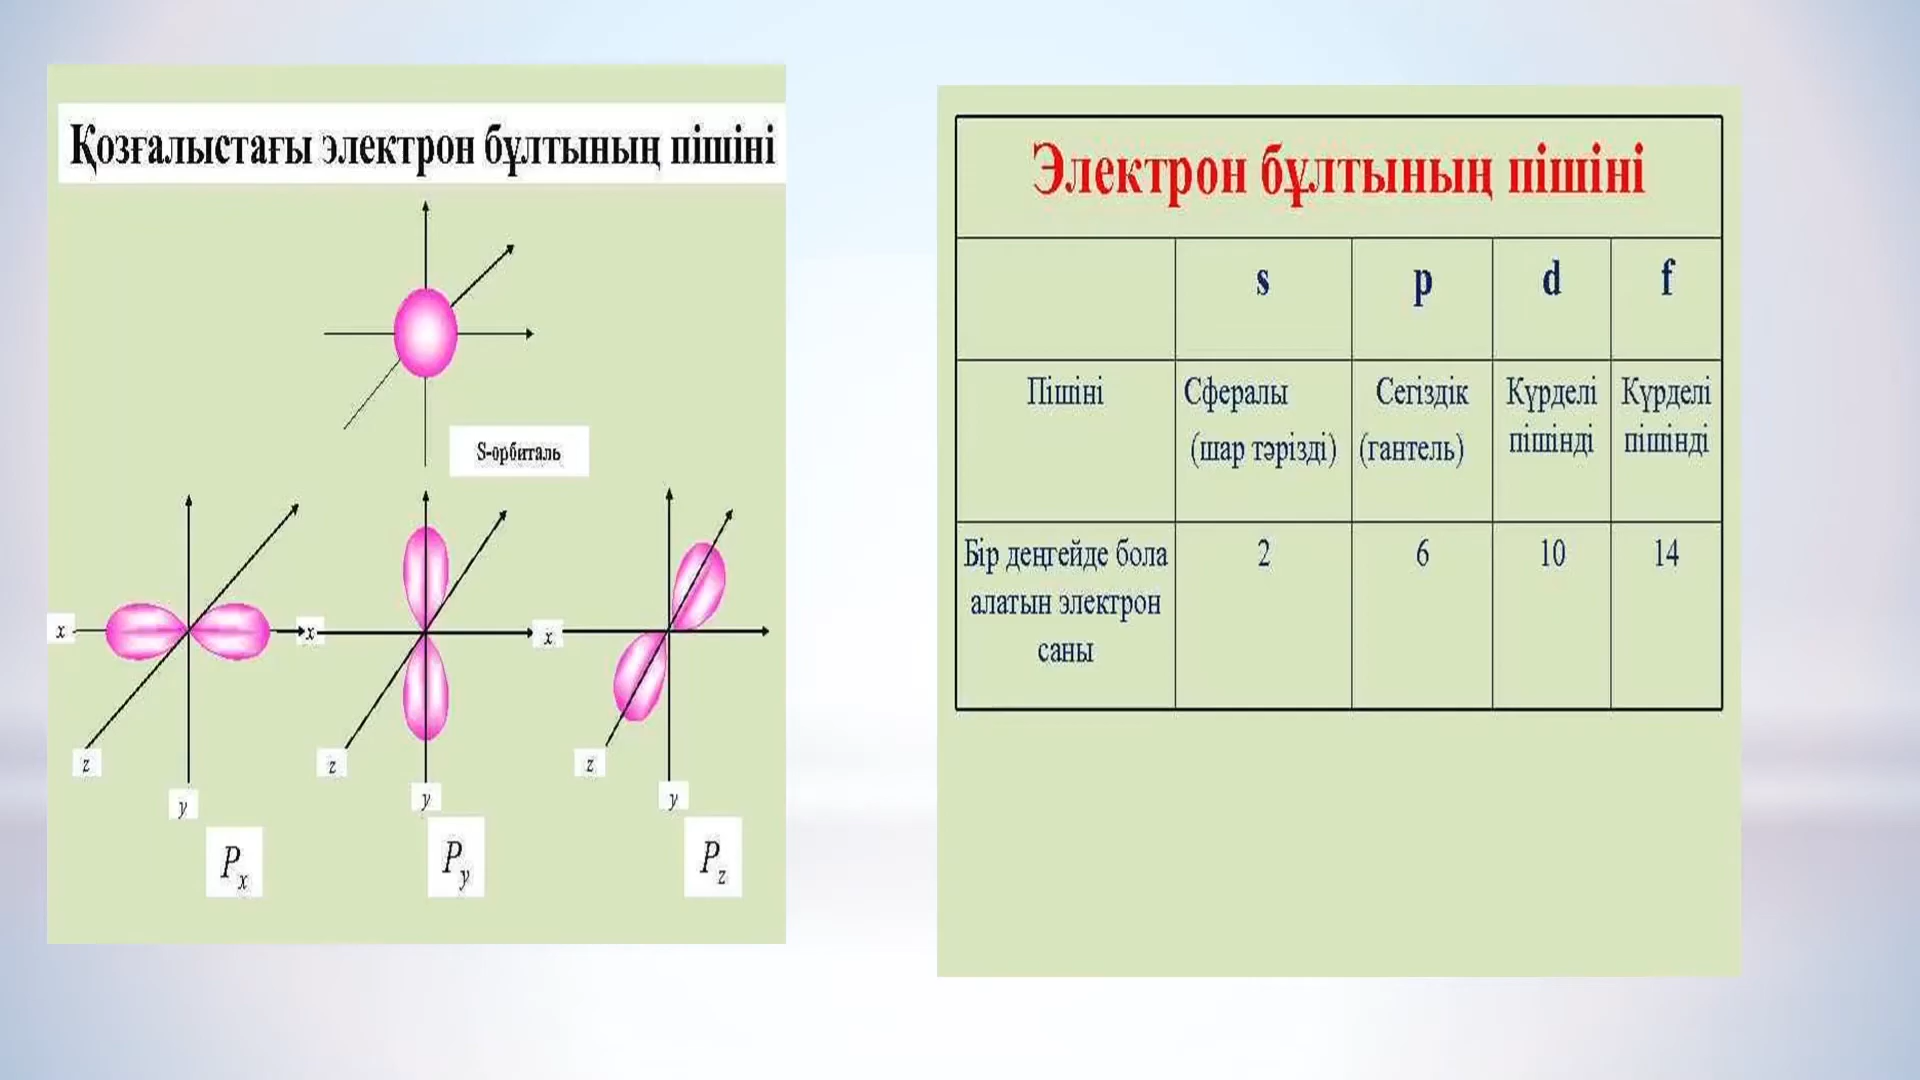 Қозғалыстағы электрон бұлтының пішіні
S-орбиталь
x
z
y
Px
x
z
y
Py
x
z
y
Pz
Электрон бұлтының пішіні
s p d f
Пішіні
Сфералы
(шар тәрізді)
Сегіздік
(гантель)
Күрделі
пішінді
Күрделі
пішінді
Бір деңгейде бола
алатын электрон
саны
2 6 10 14